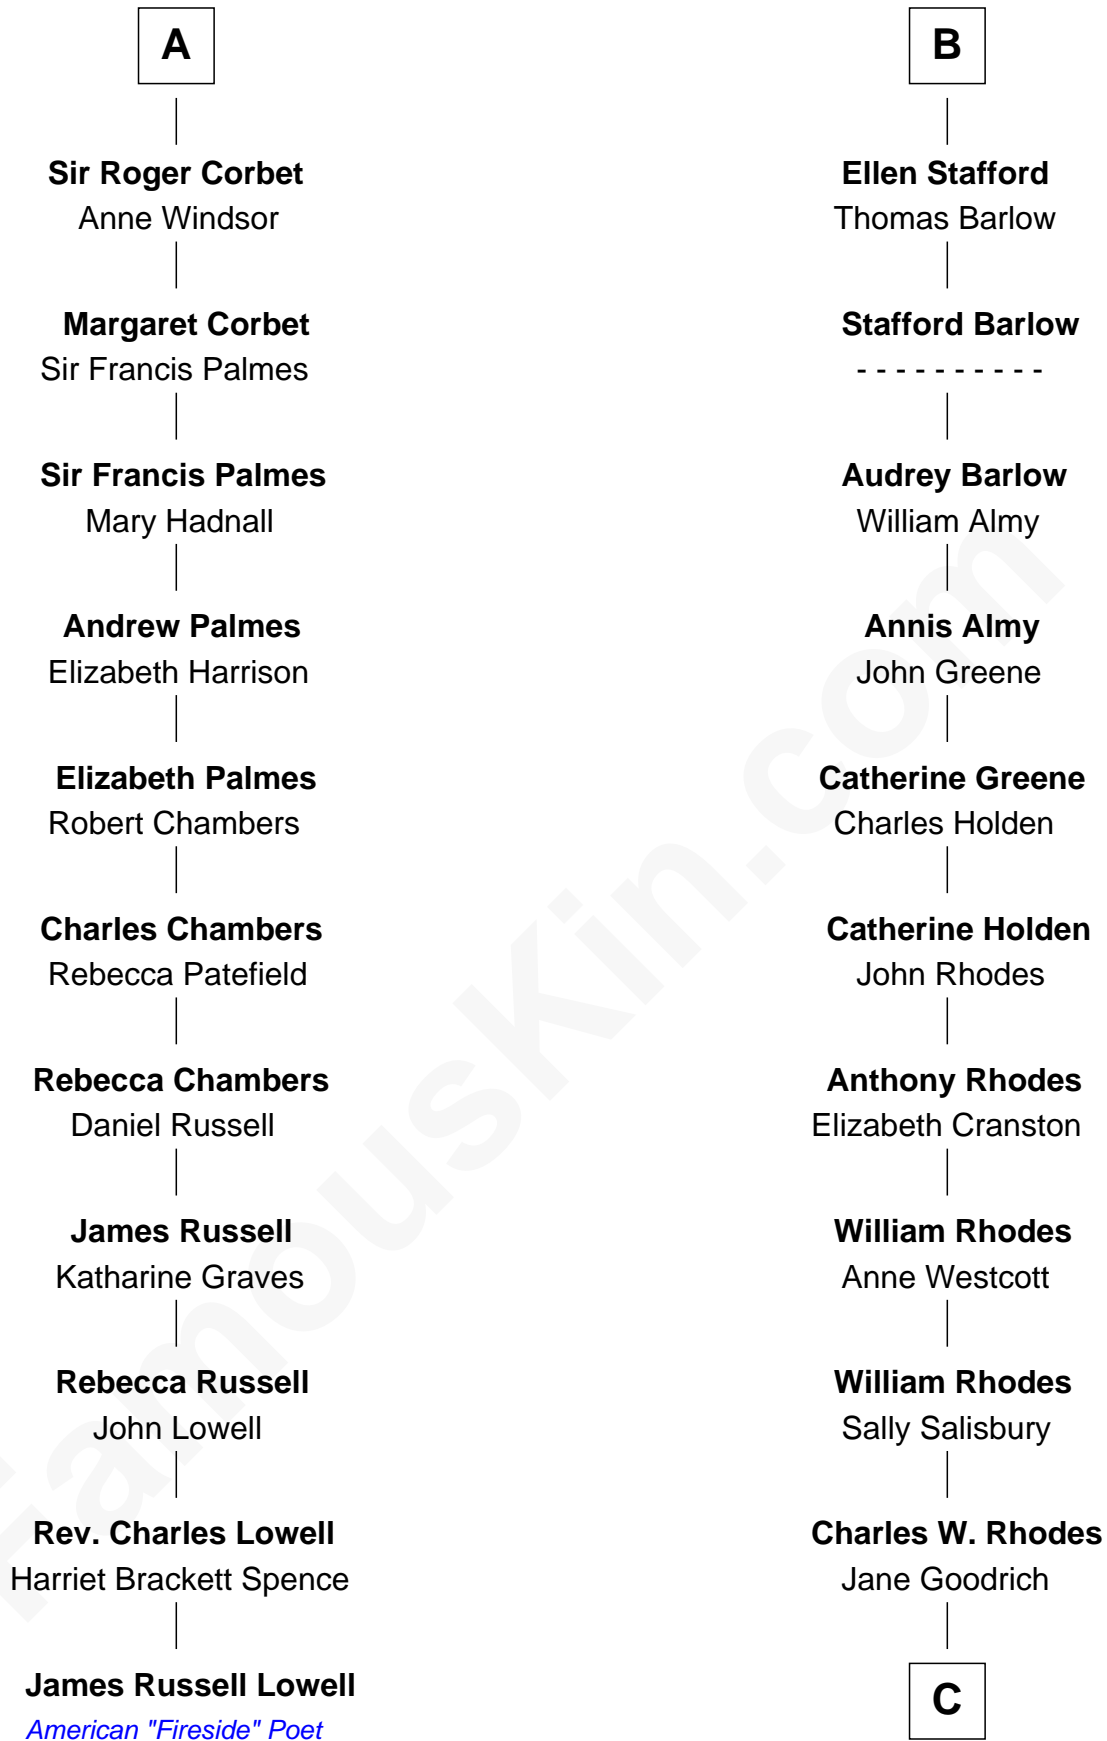 A
Sir Roger Corbet
Anne Windsor
Margaret Corbet
Sir Francis Palmes
Sir Francis Palmes
Mary Hadnall
Andrew Palmes
Elizabeth Harrison
Elizabeth Palmes
Robert Chambers
Charles Chambers
Rebecca Patefield
Rebecca Chambers
Daniel Russell
James Russell
Katharine Graves
Rebecca Russell
John Lowell
Rev. Charles Lowell
Harriet Brackett Spence
James Russell Lowell
American "Fireside" Poet
B
Ellen Stafford
Thomas Barlow
Stafford Barlow
- - - - - - - - - -
Audrey Barlow
William Almy
Annis Almy
John Greene
Catherine Greene
Charles Holden
Catherine Holden
John Rhodes
Anthony Rhodes
Elizabeth Cranston
William Rhodes
Anne Westcott
William Rhodes
Sally Salisbury
Charles W. Rhodes
Jane Goodrich
C
FamousKin.com